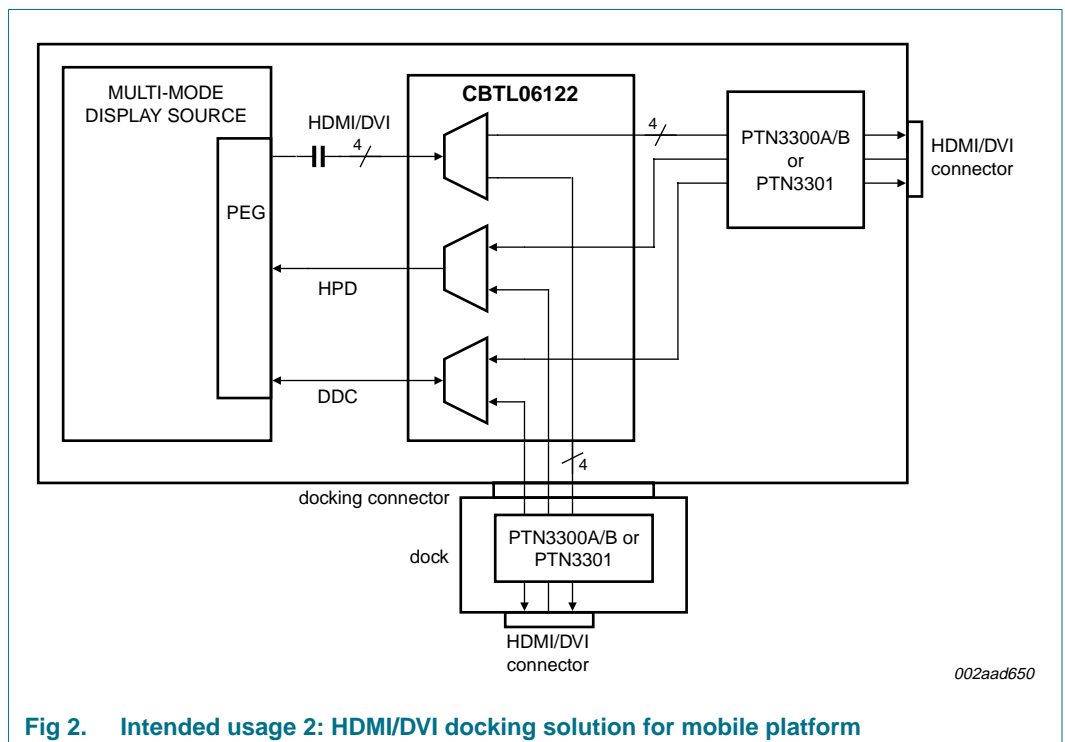 MULTI-MODE
DISPLAY SOURCE
PEG
HDMI/DVI
4
CBTL06122
4
PTN3300A/B
or
PTN3301
HDMI/DVI
connector
HPD
DDC
4
docking connector
dock
PTN3300A/B or
PTN3301
HDMI/DVI
connector
002aad650
Fig 2. Intended usage 2: HDMI/DVI docking solution for mobile platform